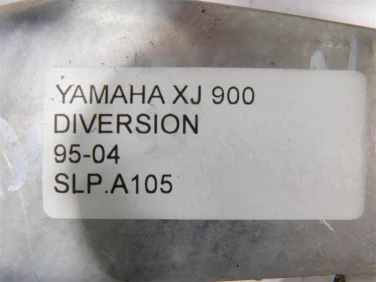 YAMAHA XJ 900
DIVERSION
95-04
SLP.A105